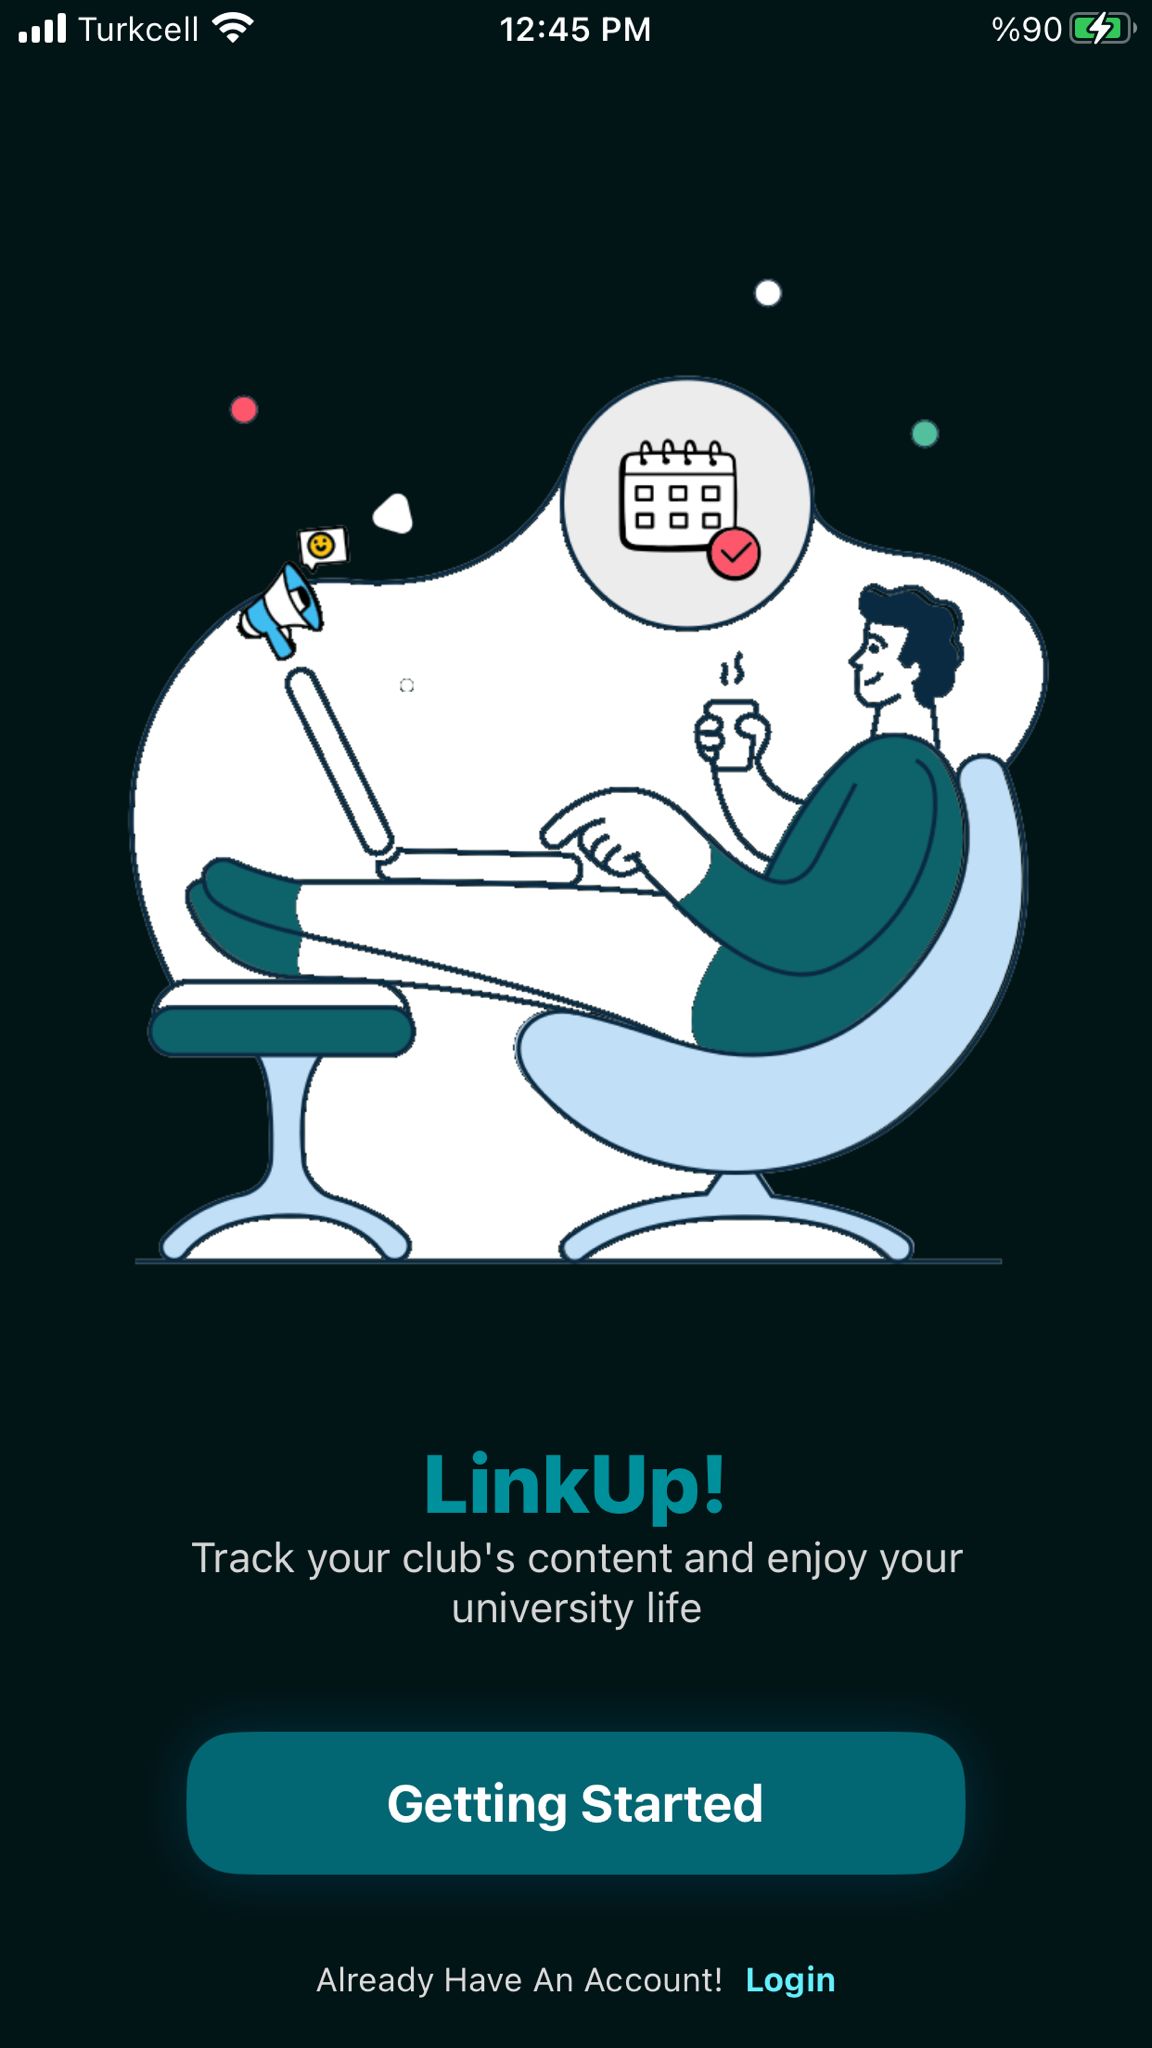 Turkcell 12:45 PM %90
LinkUp!
Track your club's content and enjoy your
university life
Getting Started
Already Have An Account! Login